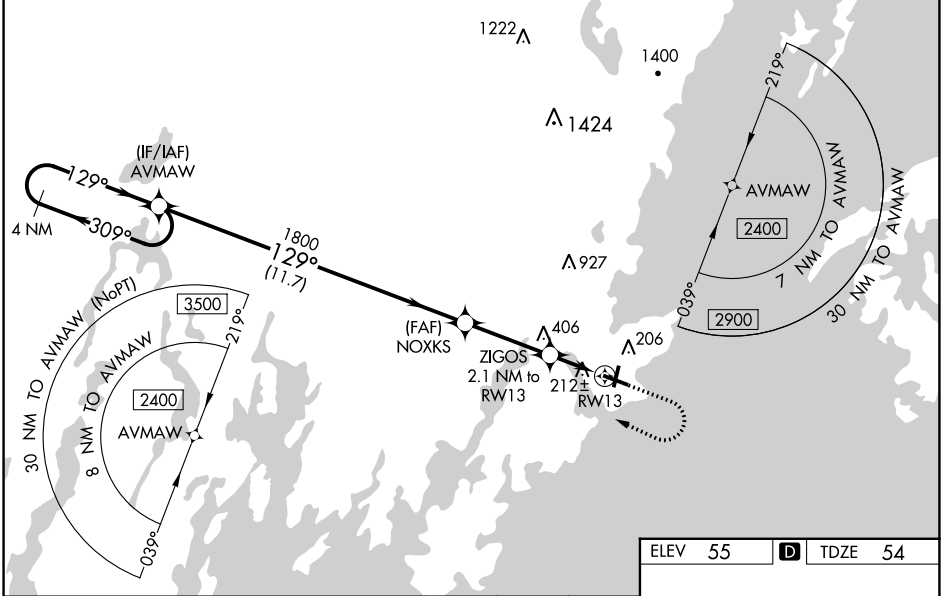 1222
1400
1424
219°
(IF/IAF)
AVMAW
129°
4 NM
309°
1800
129°
(11.7)
AVMAW
2400
7 NM TO AVMAW
30 NM TO AVMAW
039°
2900
927
(FAF)
NOXKS
406
ZIGOS
2.1 NM to
RW13
212±
RW13
206
30 NM TO AVMAW (NoPT)
3500
219°
8 NM TO AVMAW
2400
AVMAW
039°
ELEV 55 D TDZE 54